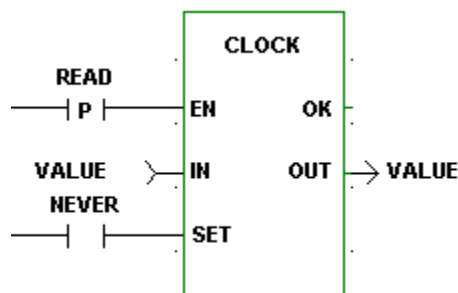 CLOCK
READ
P
EN OK
VALUE IN OUT VALUE
NEVER
SET